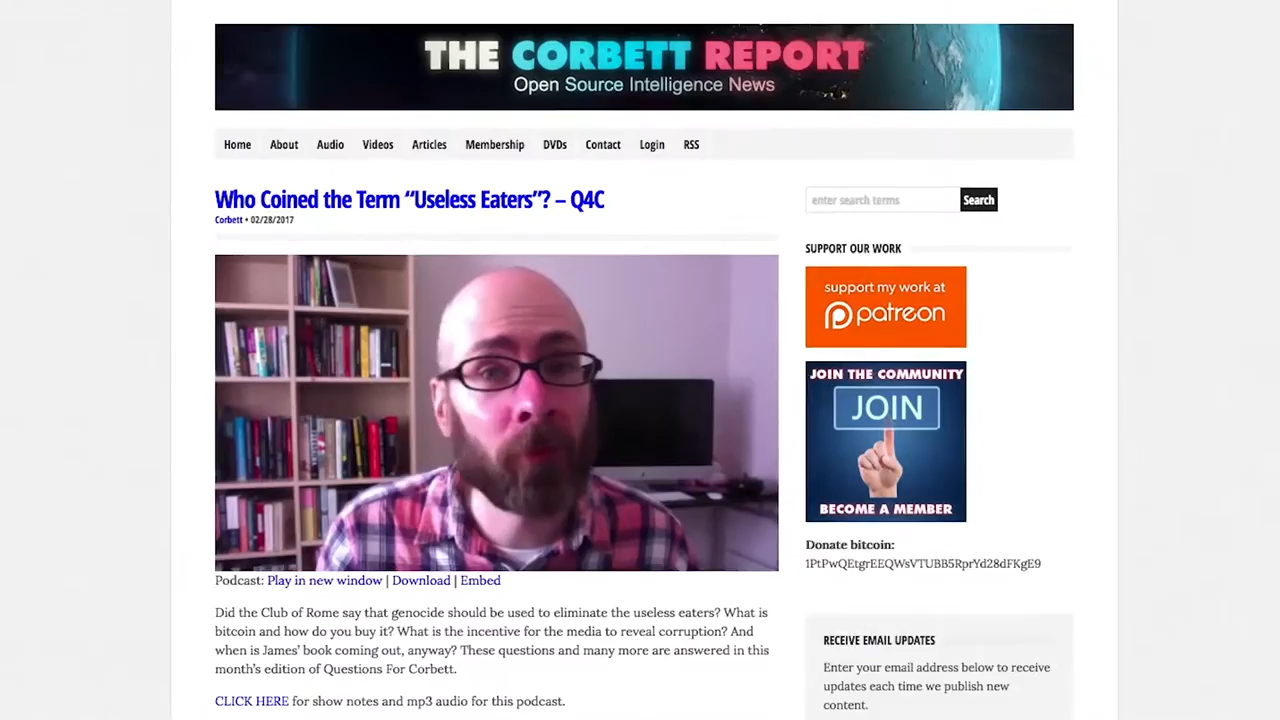 THE CORBETT REPORT
Open Source Intelligence News
Home About Audio Videos Articles Membership DVDs Contact Login RSS
Who Coined the Term “Useless Eaters”? – Q4C
Corbett • 02/28/2017
Podcast: Play in new window | Download | Embed
Did the Club of Rome say that genocide should be used to eliminate the useless eaters? What is
bitcoin and how do you buy it? What is the incentive for the media to reveal corruption? And
when is James’ book coming out, anyway? These questions and many more are answered in this
month’s edition of Questions For Corbett.
CLICK HERE for show notes and mp3 audio for this podcast.
enter search terms
Search
SUPPORT OUR WORK
support my work at
patreon
JOIN THE COMMUNITY
JOIN
BECOME A MEMBER
Donate bitcoin:
1PtPwQEtgrEEQWsVTUBB5RprYd28dFKgE9
RECEIVE EMAIL UPDATES
Enter your email address below to receive
updates each time we publish new
content.